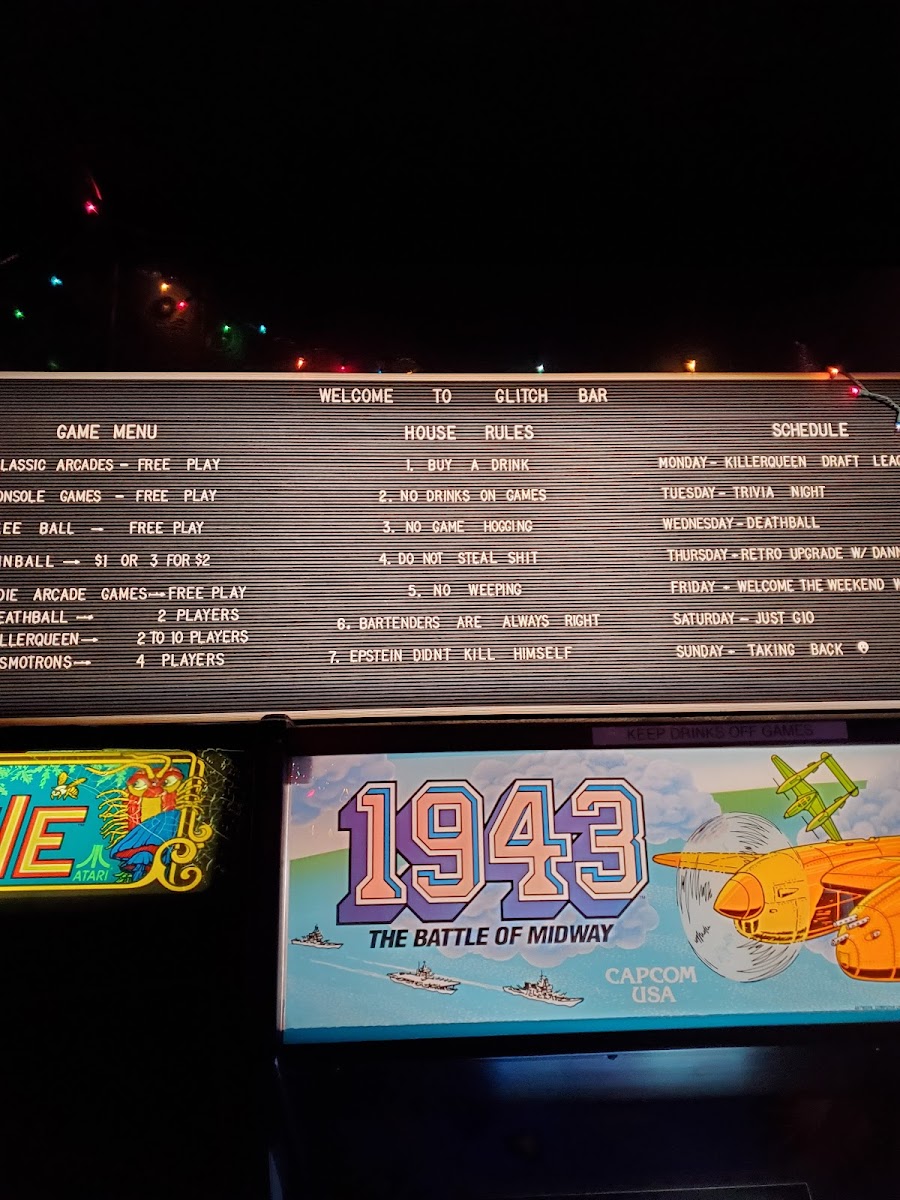 WELCOME TO GLITCH BAR
GAME MENU
LASSIC ARCADES - FREE PLAY
ONSOLE GAMES - FREE PLAY
EE BALL - FREE PLAY
NBALL → $1 OR 3 FOR $2
DIE ARCADE GAMES → FREE PLAY
EATHBALL → 2 PLAYERS
LLERQUEEN → 2 TO 10 PLAYERS
SMOTRONS → 4 PLAYERS
HOUSE RULES
1. BUY A DRINK
2. NO DRINKS ON GAMES
3. NO GAME HOGGING
4. DO NOT STEAL SHIT
5. NO WEEPING
6. BARTENDERS ARE ALWAYS RIGHT
7. EPSTEIN DIDNT KILL HIMSELF
SCHEDULE
MONDAY - KILLERQUEEN DRAFT LEAG
TUESDAY - TRIVIA NIGHT
WEDNESDAY - DEATHBALL
THURSDAY - RETRO UPGRADE W/ DANN
FRIDAY - WELCOME THE WEEKEND W
SATURDAY - JUST GIO
SUNDAY - TAKING BACK
KEEP DRINKS OFF GAMES
ATARI
1943
THE BATTLE OF MIDWAY
CAPCOM
USA